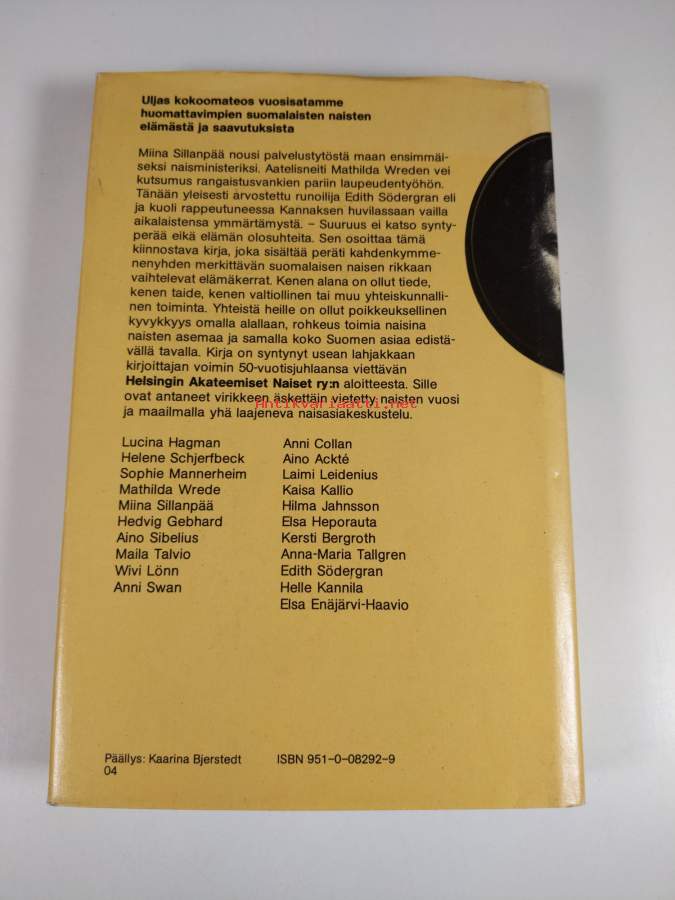 Uljas kokoomateos vuosisatamme
huomattavimpien suomalaisten naisten
elämästä ja saavutuksista
Miina Sillanpää nousi palvelustytöstä maan ensimmäi-
seksi naisministeriksi. Aatelisneiti Mathilda Wreden vei
kutsumus rangaistusvankien pariin laupeudentyöhön.
Tänään yleisesti arvostettu runoilija Edith Södergran eli
ja kuoli rappeutuneessa Kannaksen huvilassaan vailla
aikalaistensa ymmärtämystä. – Suuruus ei katso synty-
perää eikä elämän olosuhteita. Sen osoittaa tämä
kiinnostava kirja, joka sisältää peräti kahdenkymme-
nenyhden merkittävän suomalaisen naisen rikkaan
vaihtelevat elämäkerrat. Kenen alana on ollut tiede,
kenen taide, kenen valtiollinen tai muu yhteiskunnalli-
nen toiminta. Yhteistä heille on ollut poikkeuksellinen
kyvykkyys omalla alallaan, rohkeus toimia naisina
naisten asemaa ja samalla koko Suomen asiaa edistä-
vällä tavalla. Kirja on syntynyt usean lahjakkaan
kirjoittajan voimin 50-vuotisjuhlaansa viettävän
Helsingin Akateemiset Naiset ry:n aloitteesta. Sille
ovat antaneet virikkeen äskettäin vietetty naisten vuosi
Antikvariaatti.net
ja maailmalla yhä laajeneva naisasiakeskustelu.
Lucina Hagman
Helene Schjerfbeck
Sophie Mannerheim
Mathilda Wrede
Miina Sillanpää
Hedvig Gebhard
Aino Sibelius
Maila Talvio
Wivi Lönn
Anni Swan
Anni Collan
Aino Ackté
Laimi Leidenius
Kaisa Kallio
Hilma Jahnsson
Elsa Heporauta
Kersti Bergroth
Anna-Maria Tallgren
Edith Södergran
Helle Kannila
Elsa Enäjärvi-Haavio
Päällys: Kaarina Bjerstedt
04
ISBN 951-0-08292-9